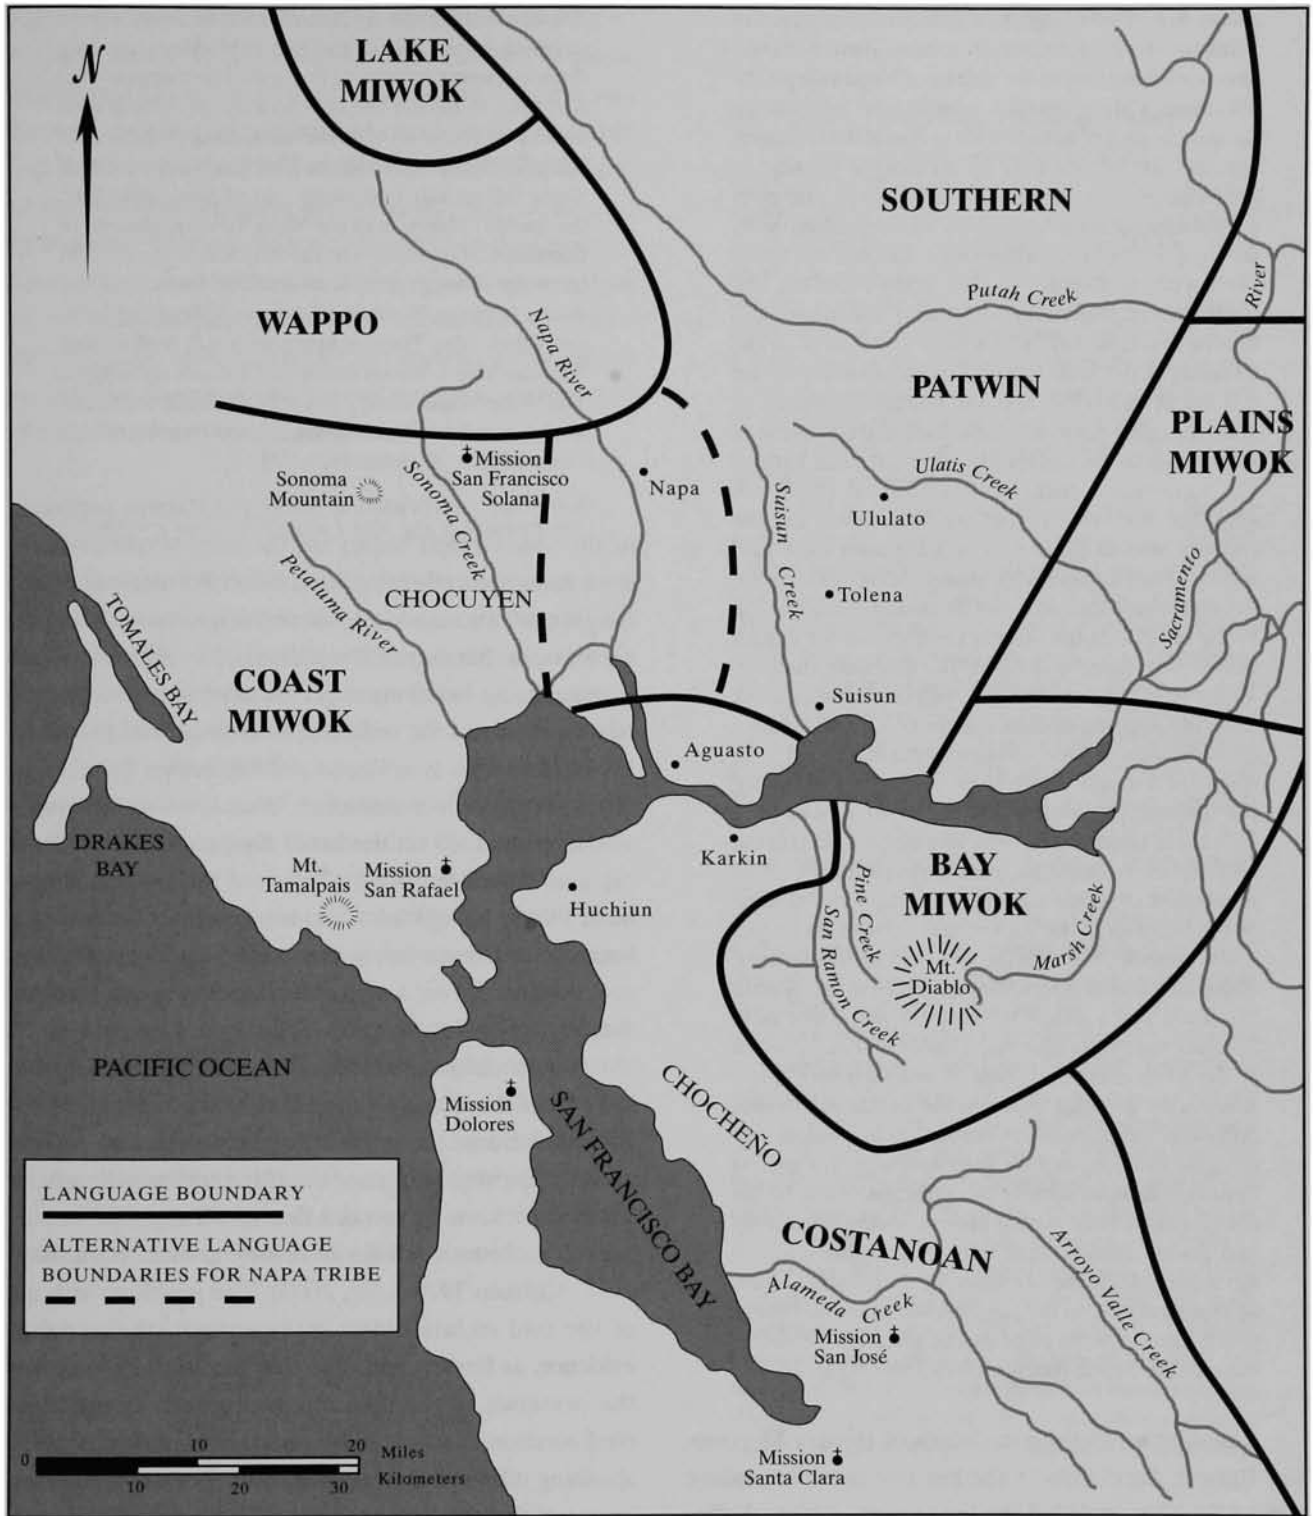 N
LAKE
MIWOK
SOUTHERN
Putah Creek
River
WAPPO
Napa River
PATWIN
PLAINS
MIWOK
Mission
San Francisco
Solana
Sonoma
Mountain
Sonoma Creek
Napa
Suisun Creek
Ulatis Creek
Ululato
Tolena
Petaluma River
CHOCUYEN
Sacramento
TOMALES BAY
COAST
MIWOK
Suisun
Aguasto
DRAKES
BAY
Mt.
Tamalpais
Mission
San Rafael
Karkin
Huchiun
BAY
MIWOK
Pine Creek
San Ramon Creek
Mt.
Diablo
Marsh Creek
PACIFIC OCEAN
Mission
Dolores
SAN FRANCISCO BAY
CHOCHEÑO
COSTANOAN
Alameda Creek
Arroyo Valle Creek
Mission
San José
Mission
Santa Clara
LANGUAGE BOUNDARY
ALTERNATIVE LANGUAGE
BOUNDARIES FOR NAPA TRIBE
0 10 20 Miles
10 20 30 Kilometers